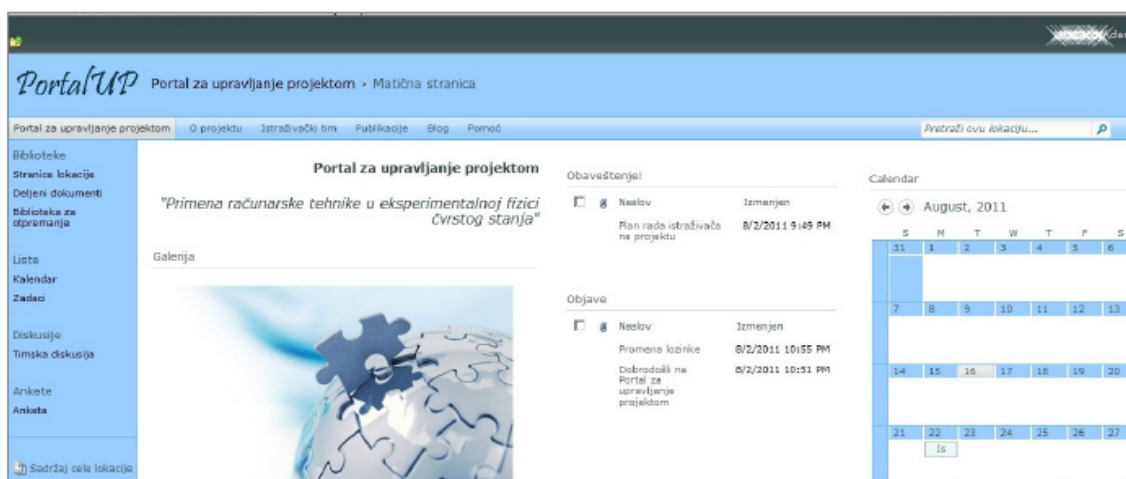 PortalUP Portal za upravljanje projektom ▸ Matična stranica
Portal za upravljanje projektom O projektu Istraživački tim Publikacije Blog Pomoć Pretraži ovu lokaciju...
Biblioteke
Stranice lokacije
Deljeni dokumenti
Biblioteka za
otpremanje
Liste
Kalendar
Zadaci
Diskusije
Timska diskusija
Ankete
Anketa
Sadržaj cele lokacije
Portal za upravljanje projektom
"Primena računarske tehnike u eksperimentalnoj fizici
čvrstog stanja"
Galerija
Obaveštenje!
Naslov Izmenjen
Plan rada istraživača 8/2/2011 9:49 PM
na projektu
Objave
Naslov Izmenjen
Promena lozinke 8/2/2011 10:55 PM
Dobrodošli na 8/2/2011 10:51 PM
Portal za
upravljanje
projektom
Calendar
August, 2011
S M T W T F S
31 1 2 3 4 5 6
7 8 9 10 11 12 13
14 15 16 17 18 19 20
21 22 23 24 25 26 27
Is